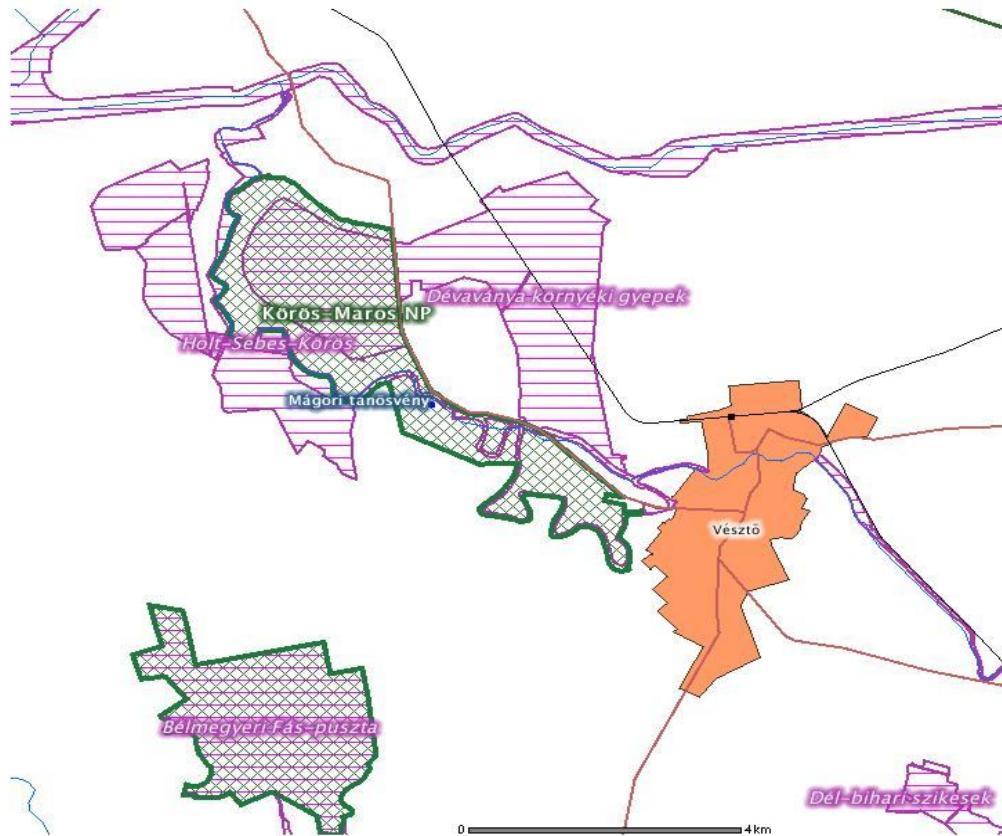 Dévaványa-környéki gyepek
Körös-Maros NP
Holt-Sebes-Körös
Mágori tanösvény
Vésztő
Bélmegyeri Fás-puszta
Dél-bihari szikesek
0 4 km